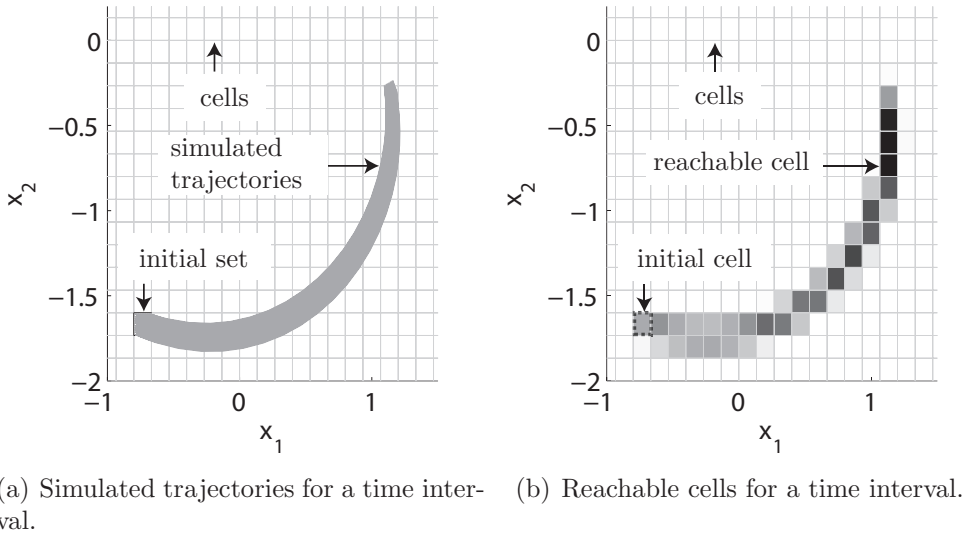 0
−0.5
−1
−1.5
−2
x2
cells
simulated
trajectories
initial set
−1
0
1
x1
0
−0.5
−1
−1.5
−2
x2
cells
reachable cell
initial cell
−1
0
1
x1
(a) Simulated trajectories for a time inter-
val.
(b) Reachable cells for a time interval.